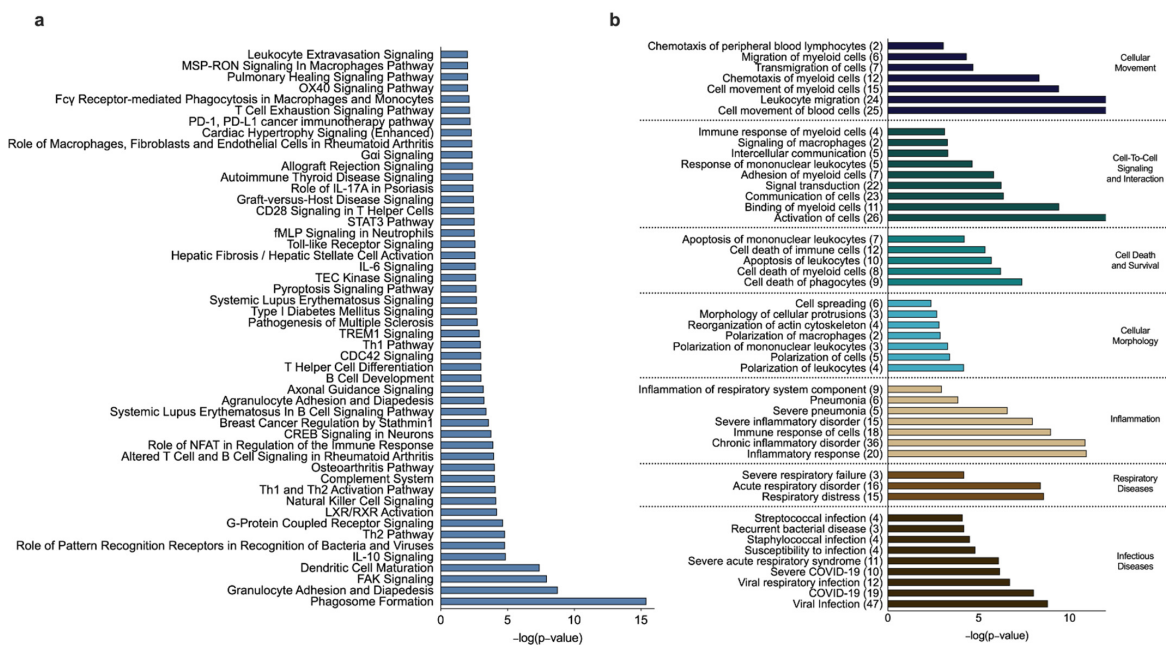 a
Leukocyte Extravasation Signaling
MSP-RON Signaling In Macrophages Pathway
Pulmonary Healing Signaling Pathway
OX40 Signaling Pathway
Fcγ Receptor-mediated Phagocytosis in Macrophages and Monocytes
T Cell Exhaustion Signaling Pathway
PD-1, PD-L1 cancer immunotherapy pathway
Cardiac Hypertrophy Signaling (Enhanced)
Role of Macrophages, Fibroblasts and Endothelial Cells in Rheumatoid Arthritis
Gαi Signaling
Allograft Rejection Signaling
Autoimmune Thyroid Disease Signaling
Role of IL-17A in Psoriasis
Graft-versus-Host Disease Signaling
CD28 Signaling in T Helper Cells
STAT3 Pathway
fMLP Signaling in Neutrophils
Toll-like Receptor Signaling
Hepatic Fibrosis / Hepatic Stellate Cell Activation
IL-6 Signaling
TEC Kinase Signaling
Pyroptosis Signaling Pathway
Systemic Lupus Erythematosus Signaling
Type I Diabetes Mellitus Signaling
Pathogenesis of Multiple Sclerosis
TREM1 Signaling
Th1 Pathway
CDC42 Signaling
T Helper Cell Differentiation
B Cell Development
Axonal Guidance Signaling
Agranulocyte Adhesion and Diapedesis
Systemic Lupus Erythematosus In B Cell Signaling Pathway
Breast Cancer Regulation by Stathmin1
CREB Signaling in Neurons
Role of NFAT in Regulation of the Immune Response
Altered T Cell and B Cell Signaling in Rheumatoid Arthritis
Osteoarthritis Pathway
Complement System
Th1 and Th2 Activation Pathway
Natural Killer Cell Signaling
LXR/RXR Activation
G-Protein Coupled Receptor Signaling
Th2 Pathway
Role of Pattern Recognition Receptors in Recognition of Bacteria and Viruses
IL-10 Signaling
Dendritic Cell Maturation
FAK Signaling
Granulocyte Adhesion and Diapedesis
Phagosome Formation
0 5 10 15
−log(p−value)
b
Chemotaxis of peripheral blood lymphocytes (2)
Migration of myeloid cells (6)
Transmigration of cells (7)
Chemotaxis of myeloid cells (12)
Cell movement of myeloid cells (15)
Leukocyte migration (24)
Cell movement of blood cells (25)
Cellular
Movement
Immune response of myeloid cells (4)
Signaling of macrophages (2)
Intercellular communication (5)
Response of mononuclear leukocytes (5)
Adhesion of myeloid cells (7)
Signal transduction (22)
Communication of cells (23)
Binding of myeloid cells (11)
Activation of cells (26)
Cell-To-Cell
Signaling
and Interaction
Apoptosis of mononuclear leukocytes (7)
Cell death of immune cells (12)
Apoptosis of leukocytes (10)
Cell death of myeloid cells (8)
Cell death of phagocytes (9)
Cell Death
and Survival
Cell spreading (6)
Morphology of cellular protrusions (3)
Reorganization of actin cytoskeleton (4)
Polarization of macrophages (2)
Polarization of mononuclear leukocytes (3)
Polarization of cells (5)
Polarization of leukocytes (4)
Cellular
Morphology
Inflammation of respiratory system component (9)
Pneumonia (6)
Severe pneumonia (5)
Severe inflammatory disorder (15)
Immune response of cells (18)
Chronic inflammatory disorder (36)
Inflammatory response (20)
Inflammation
Severe respiratory failure (3)
Acute respiratory disorder (16)
Respiratory distress (15)
Respiratory
Diseases
Streptococcal infection (4)
Recurrent bacterial disease (3)
Staphylococcal infection (4)
Susceptibility to infection (4)
Severe acute respiratory syndrome (11)
Severe COVID-19 (10)
Viral respiratory infection (12)
COVID-19 (19)
Viral Infection (47)
Infectious
Diseases
0 5 10
−log(p−value)